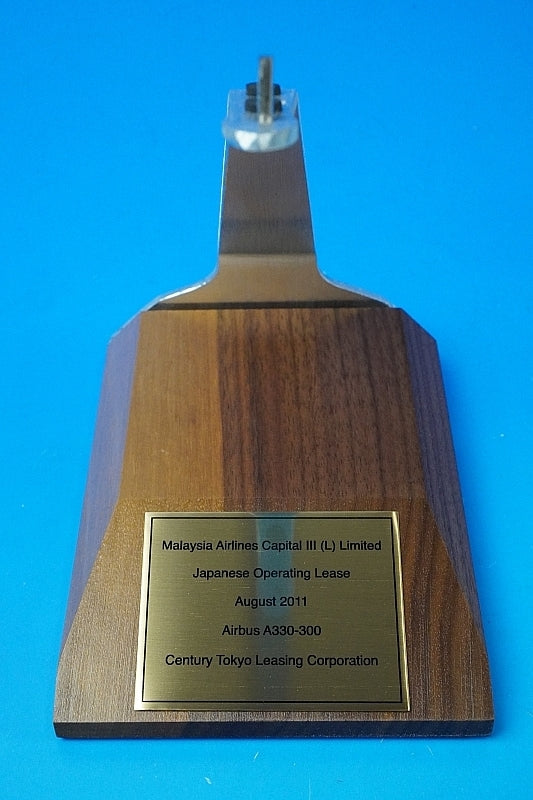 Malaysia Airlines Capital III (L) Limited
Japanese Operating Lease
August 2011
Airbus A330-300
Century Tokyo Leasing Corporation